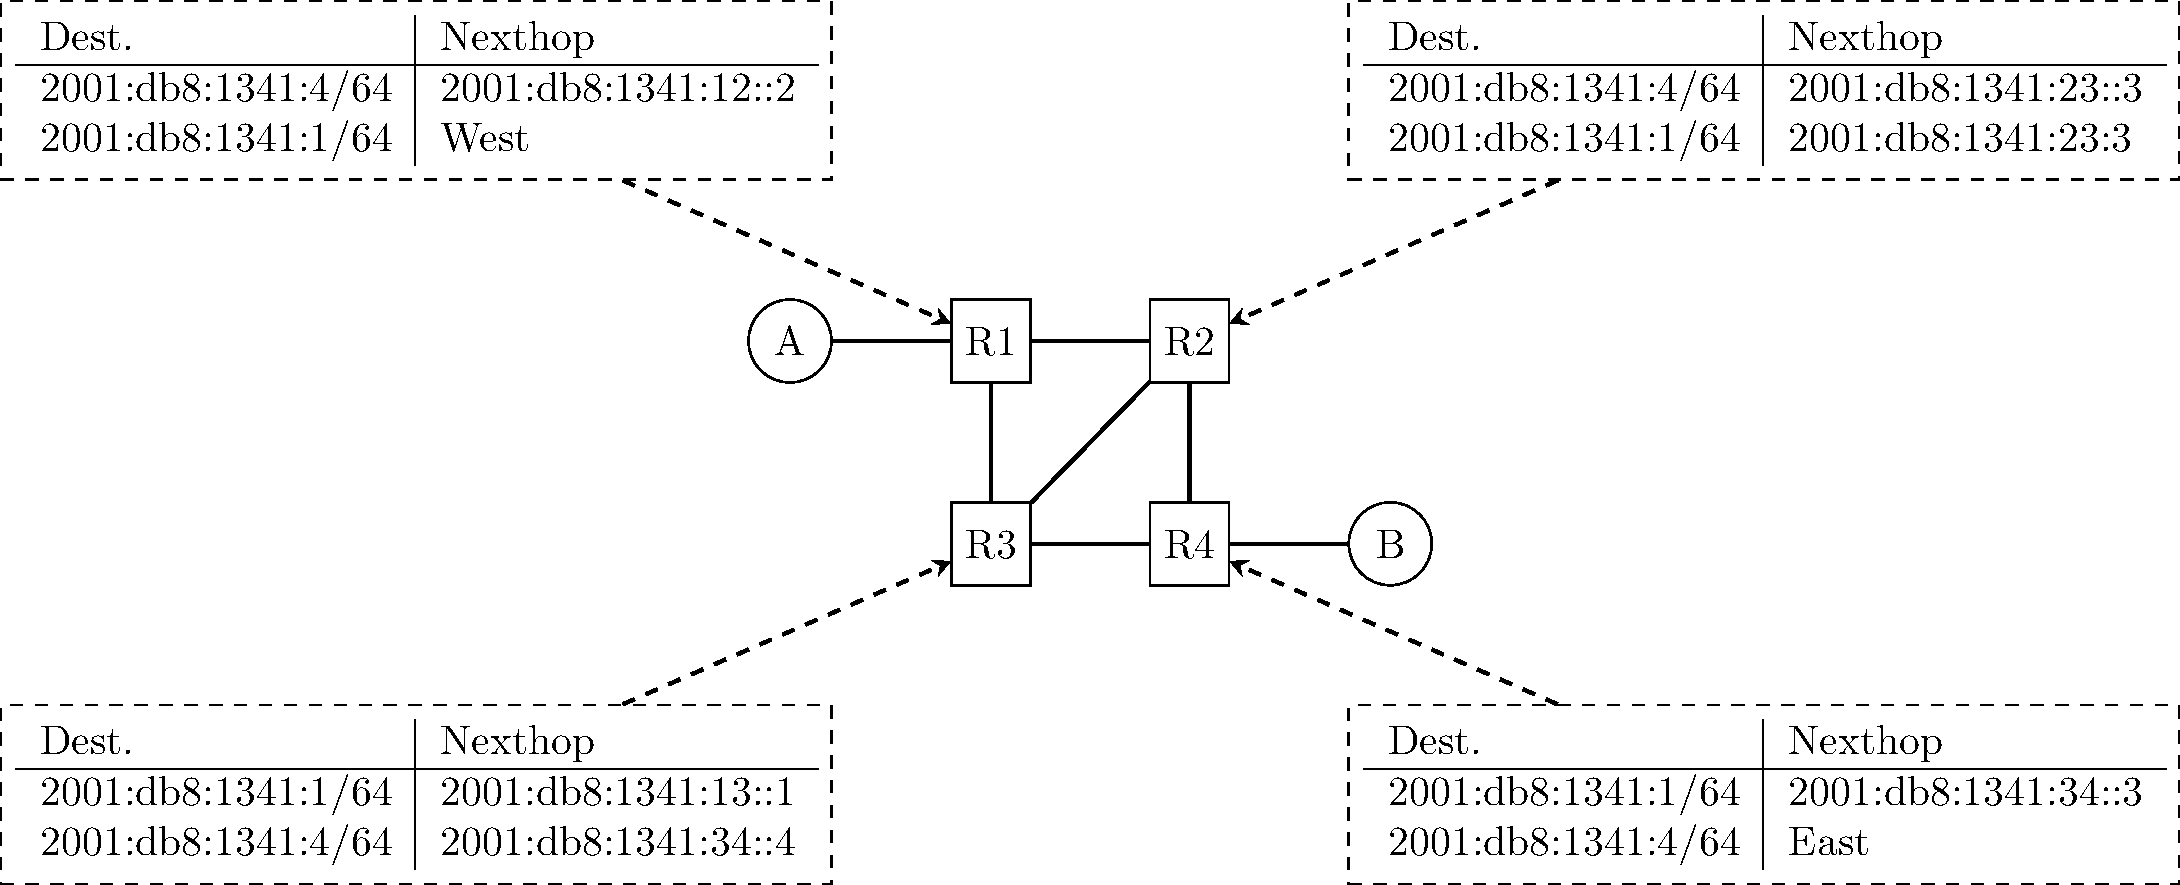 Dest. Nexthop
2001:db8:1341:4/64 2001:db8:1341:12::2
2001:db8:1341:1/64 West
Dest. Nexthop
2001:db8:1341:4/64 2001:db8:1341:23::3
2001:db8:1341:1/64 2001:db8:1341:23:3
A R1 R2
R3 R4 B
Dest. Nexthop
2001:db8:1341:1/64 2001:db8:1341:13::1
2001:db8:1341:4/64 2001:db8:1341:34::4
Dest. Nexthop
2001:db8:1341:1/64 2001:db8:1341:34::3
2001:db8:1341:4/64 East